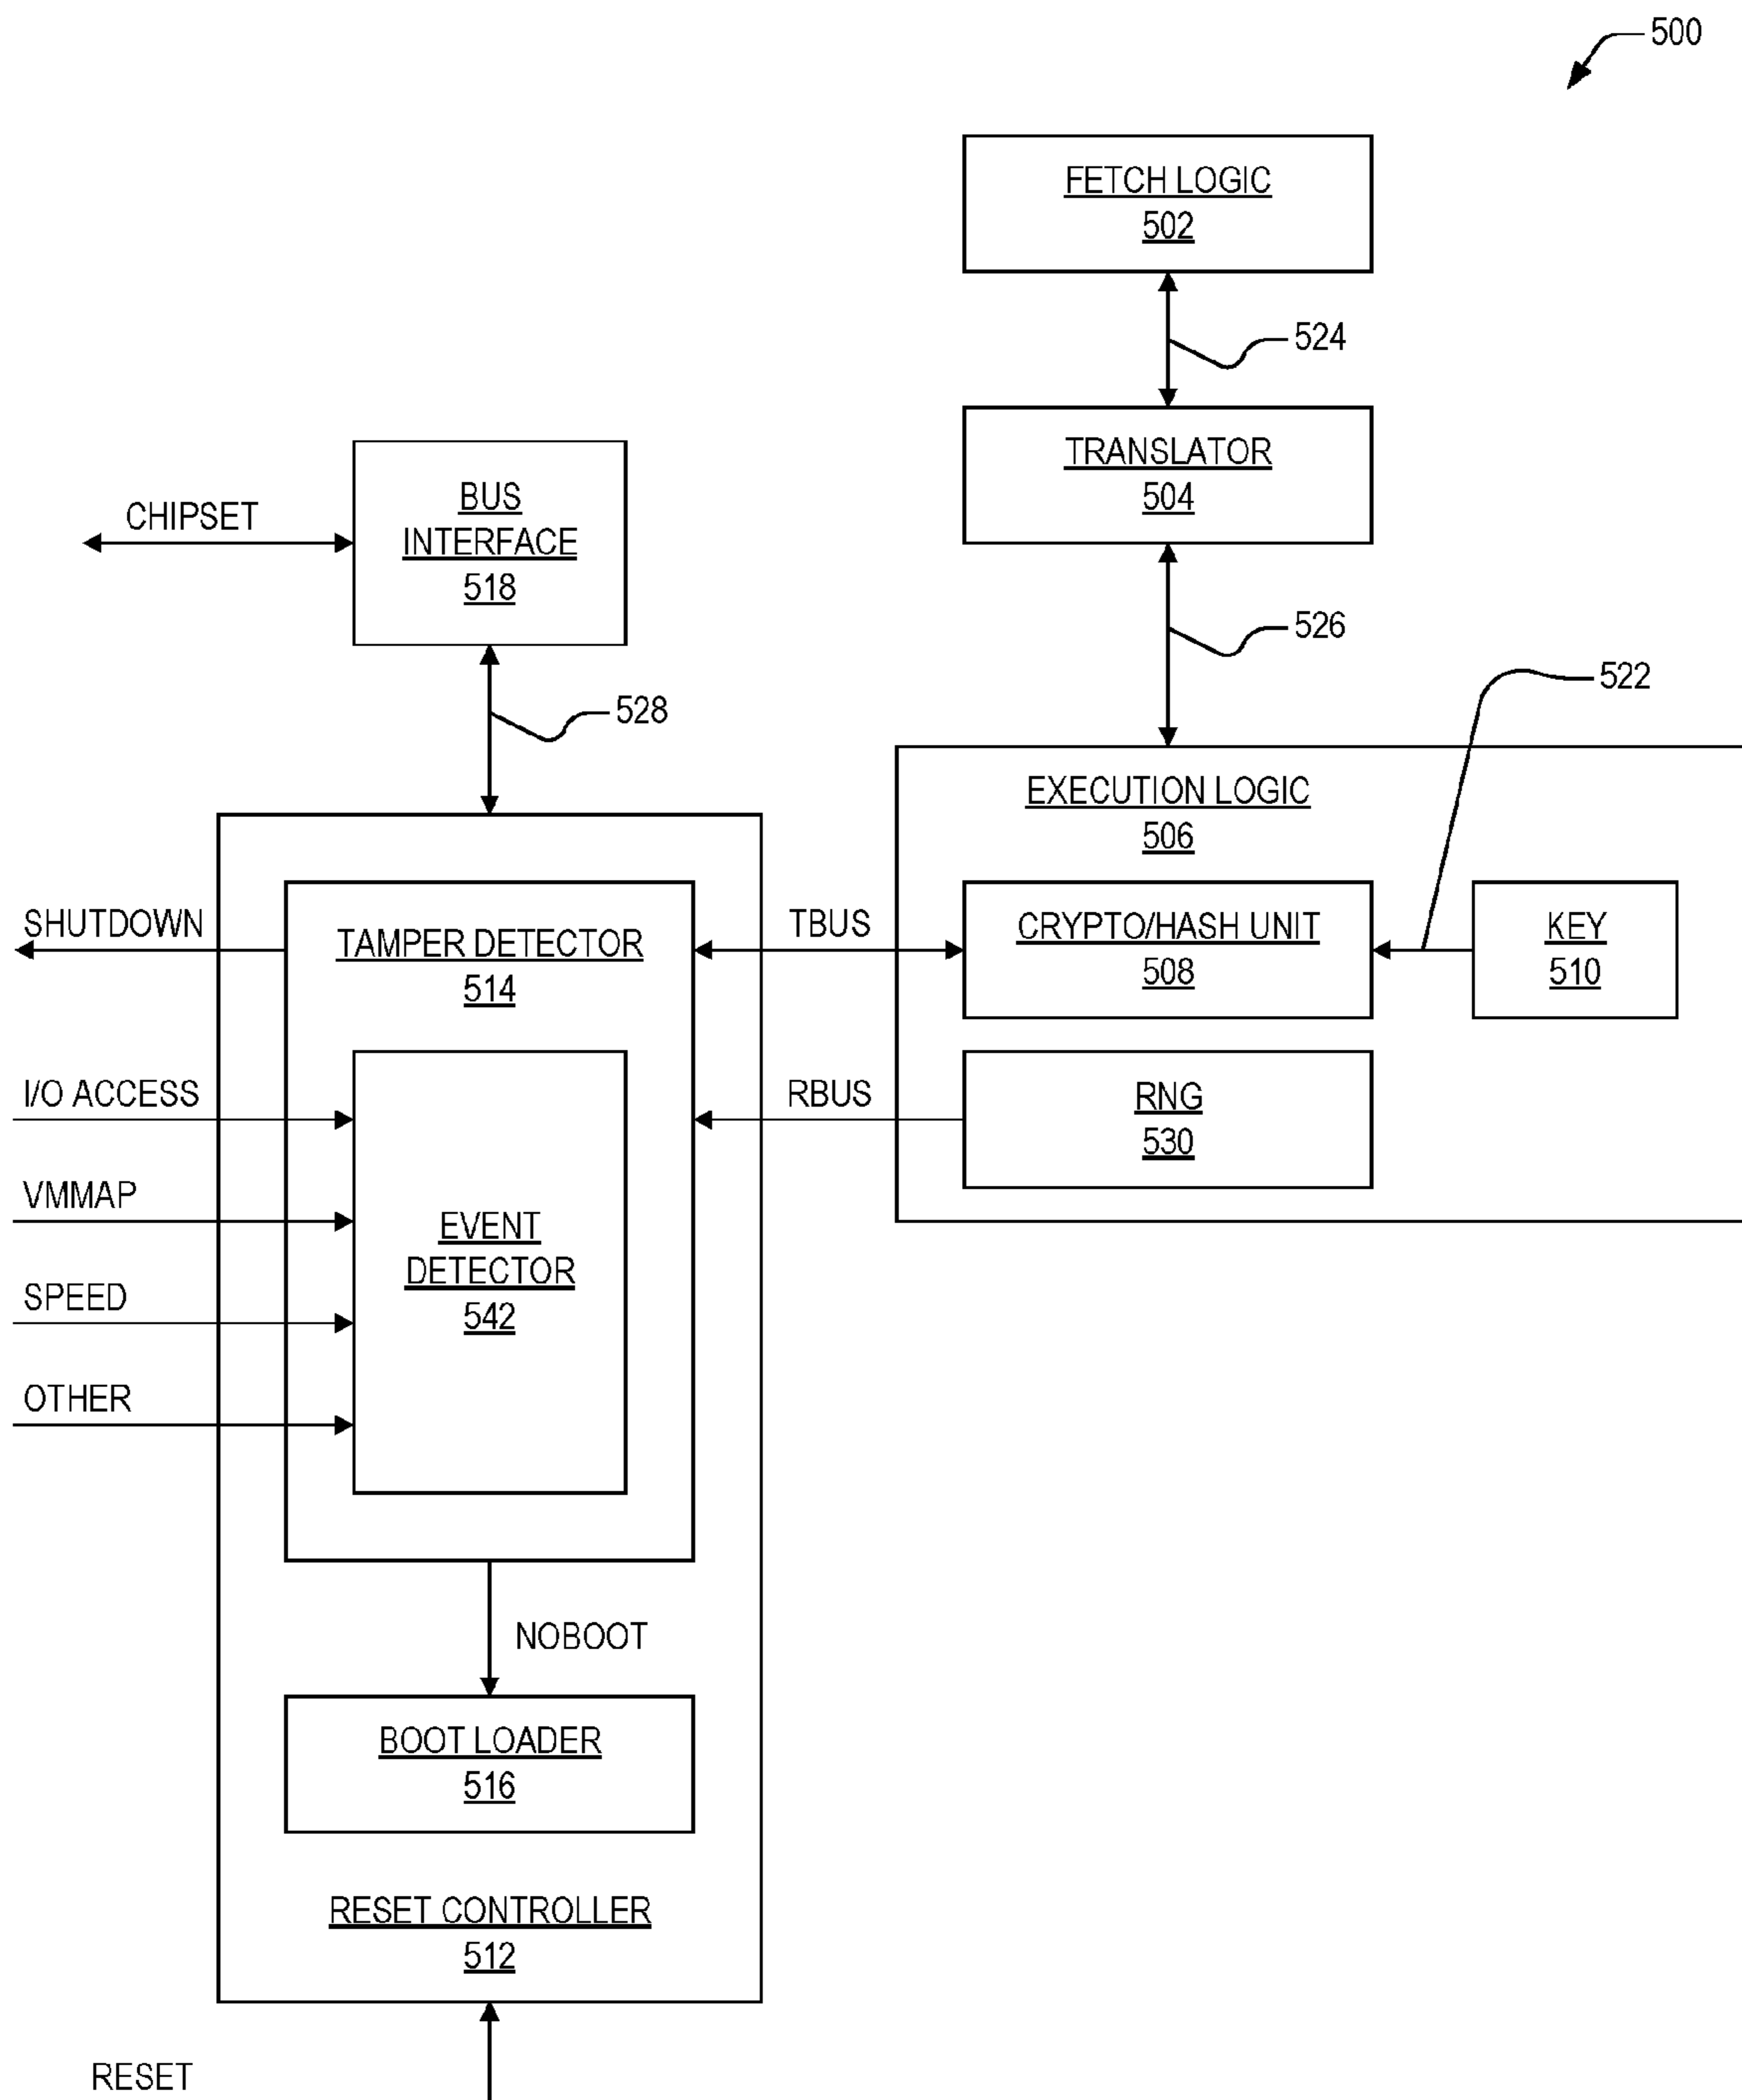 500
FETCH LOGIC
502
524
TRANSLATOR
504
BUS
INTERFACE
518
CHIPSET
526
522
528
EXECUTION LOGIC
506
SHUTDOWN
TAMPER DETECTOR
514
TBUS
CRYPTO/HASH UNIT
508
KEY
510
I/O ACCESS
RBUS
RNG
530
VMMAP
EVENT
DETECTOR
542
SPEED
OTHER
NOBOOT
BOOT LOADER
516
RESET CONTROLLER
512
RESET